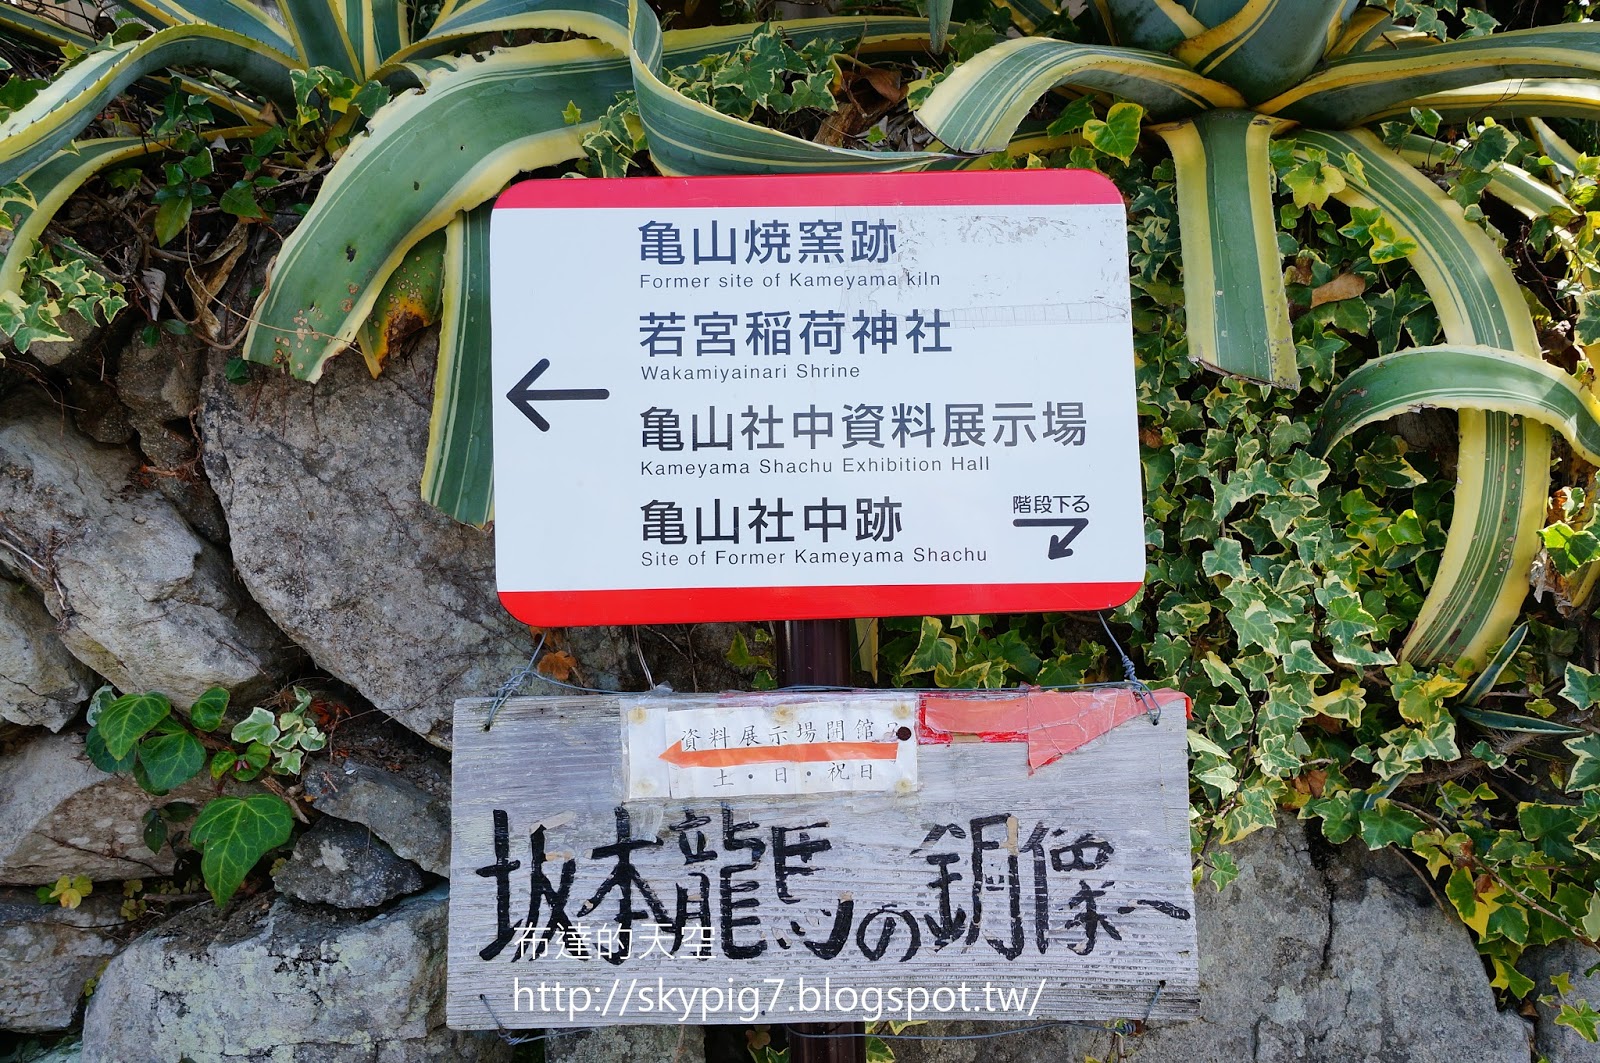 亀山焼窯跡
Former site of Kameyama kiln
若宮稲荷神社
Wakamiyainari Shrine
亀山社中資料展示場
Kameyama Shachu Exhibition Hall
亀山社中跡
Site of Former Kameyama Shachu
階段下る
資料展示場開館
土・日・祝日
坂本龍馬の銅像へ
布達的天空
http://skypig7.blogspot.tw/